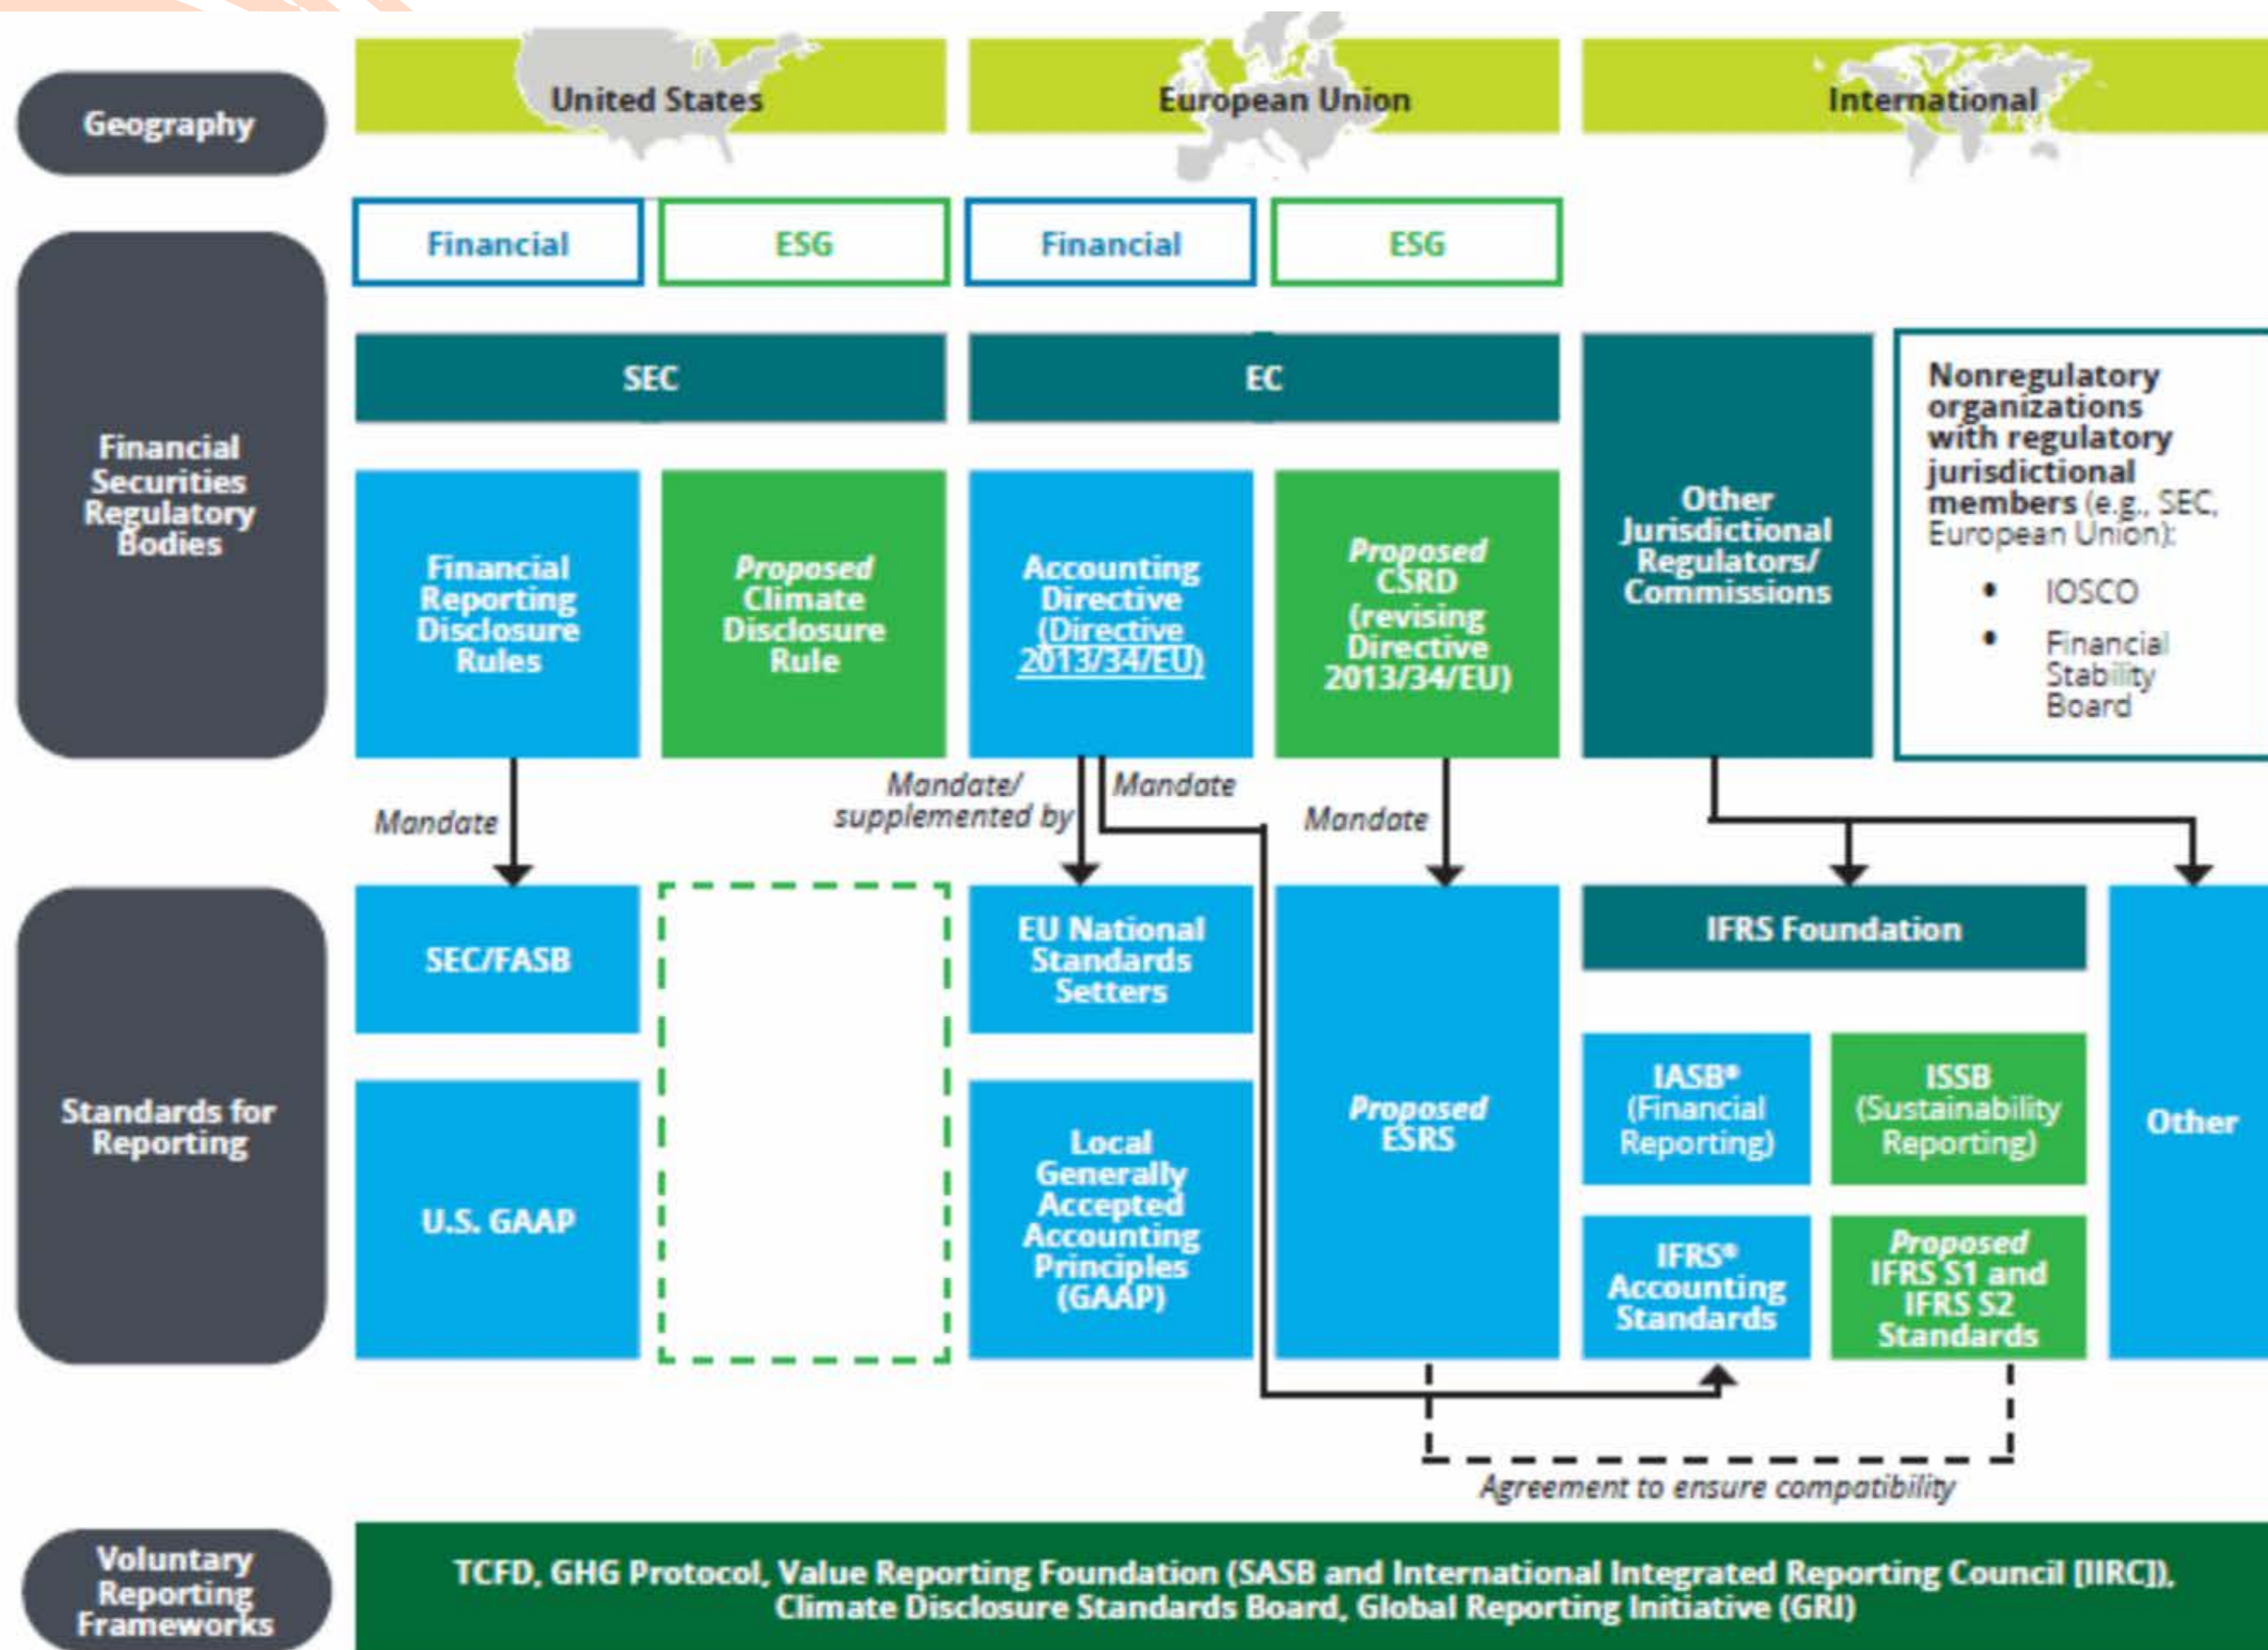 Geography
United States
European Union
International
Financial
ESG
Financial
ESG
Financial
Securities
Regulatory
Bodies
SEC
EC
Financial
Reporting
Disclosure
Rules
Proposed
Climate
Disclosure
Rule
Accounting
Directive
(Directive
2013/34/EU)
Proposed
CSRD
(revising
Directive
2013/34/EU)
Other
Jurisdictional
Regulators/
Commissions
Nonregulatory
organizations
with regulatory
jurisdictional
members (e.g., SEC,
European Union):
• IOSCO
• Financial
Stability
Board
Mandate
Mandate/
supplemented by
Mandate
Mandate
Standards for
Reporting
SEC/FASB
U.S. GAAP
EU National
Standards
Setters
Local
Generally
Accepted
Accounting
Principles
(GAAP)
Proposed
ESRS
IFRS Foundation
IASB®
(Financial
Reporting)
ISSB
(Sustainability
Reporting)
IFRS®
Accounting
Standards
Proposed
IFRS S1 and
IFRS S2
Standards
Other
Agreement to ensure compatibility
Voluntary
Reporting
Frameworks
TCFD, GHG Protocol, Value Reporting Foundation (SASB and International Integrated Reporting Council [IIRC]),
Climate Disclosure Standards Board, Global Reporting Initiative (GRI)